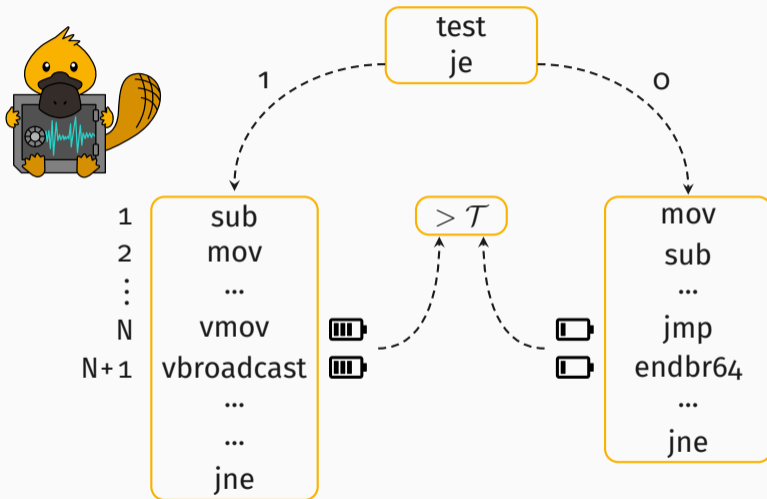 test
je
1
0
1
sub
2
mov
⋮
...
N
vmov
N+1
vbroadcast
...
...
jne
> 𝒯
mov
sub
...
jmp
endbr64
...
jne